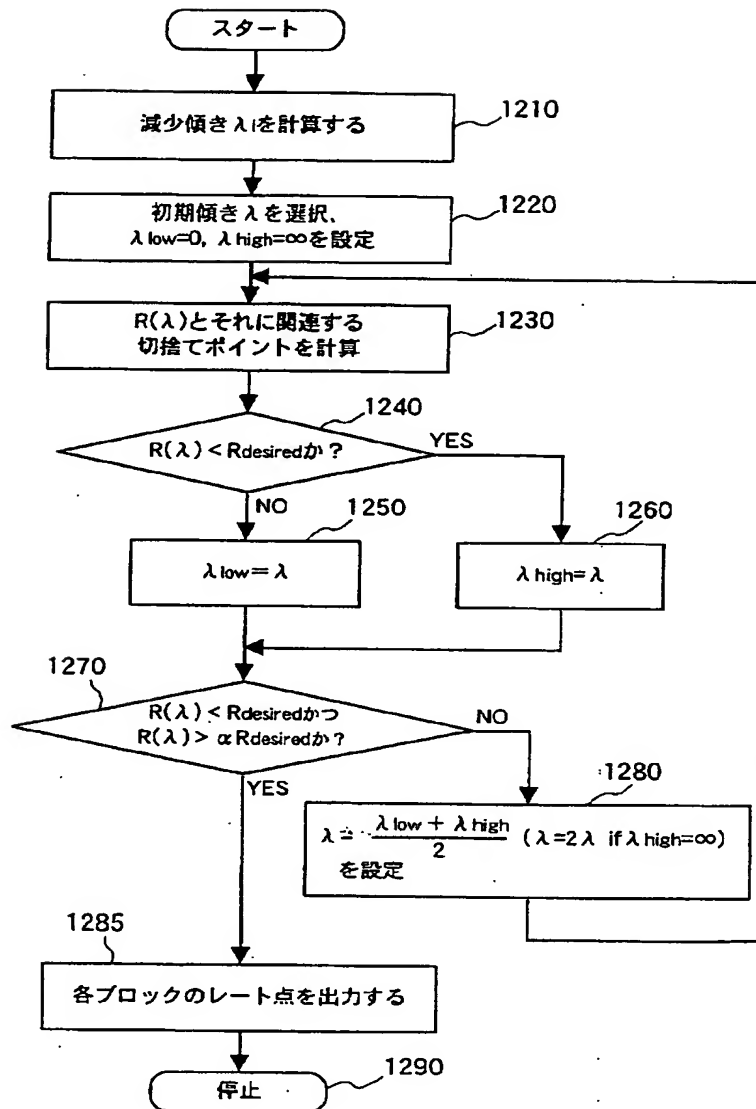 スタート
1210
減少傾きλiを計算する
1220
初期傾きλを選択、
λlow=0, λhigh=∞を設定
1230
R(λ)とそれに関連する
切捨てポイントを計算
1240
R(λ)<Rdesiredか?
YES
NO
1250
λlow=λ
1260
λhigh=λ
1270
R(λ)<Rdesiredかつ
R(λ)>αRdesiredか?
NO
YES
1280
λ= λlow + λhigh (λ=2λ if λhigh=∞)
2
を設定
1285
各ブロックのレート点を出力する
停止
1290